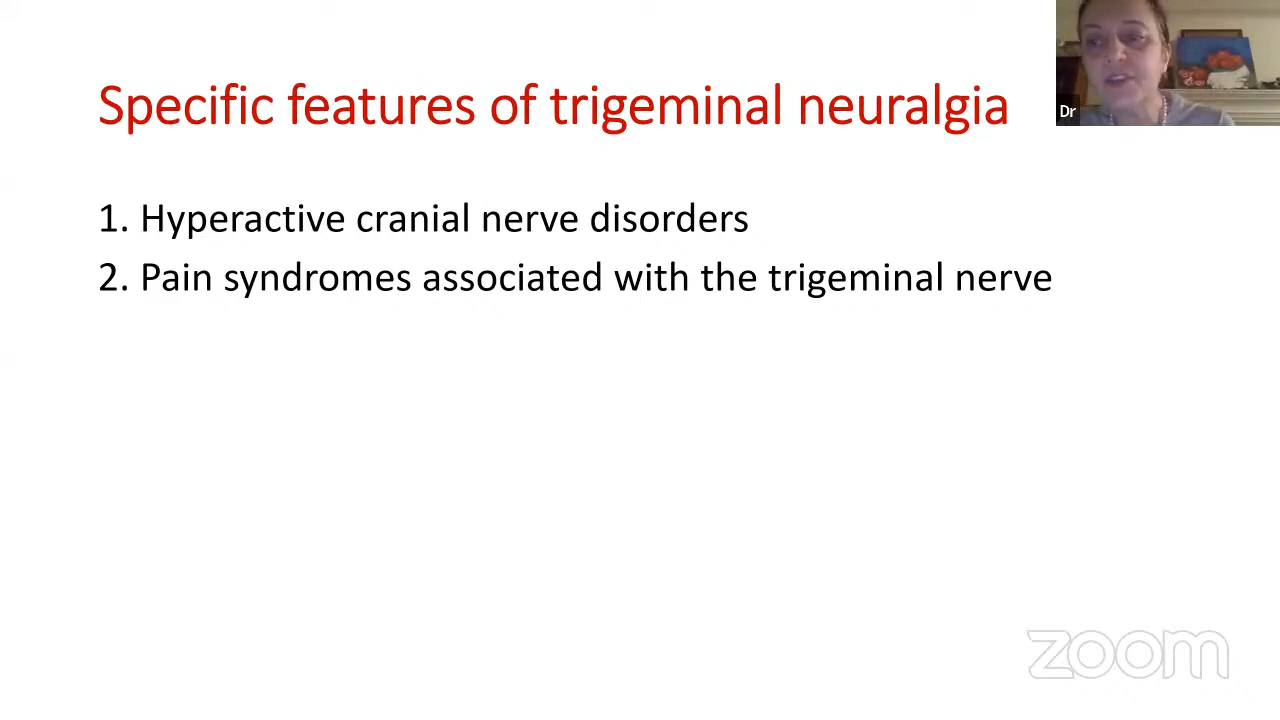 Specific features of trigeminal neuralgia
Dr
1. Hyperactive cranial nerve disorders
2. Pain syndromes associated with the trigeminal nerve
zoom